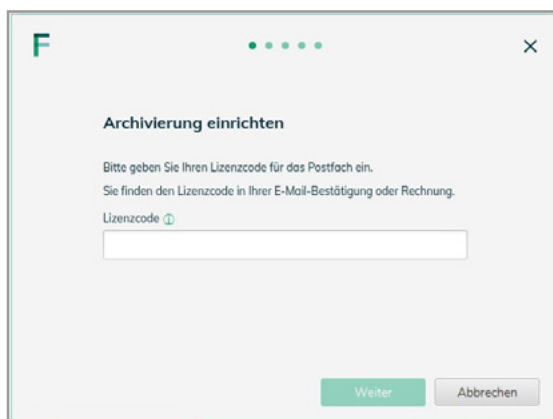 F
Archivierung einrichten
Bitte geben Sie Ihren Lizenzcode für das Postfach ein.
Sie finden den Lizenzcode in Ihrer E-Mail-Bestätigung oder Rechnung.
Lizenzcode
Weiter Abbrechen